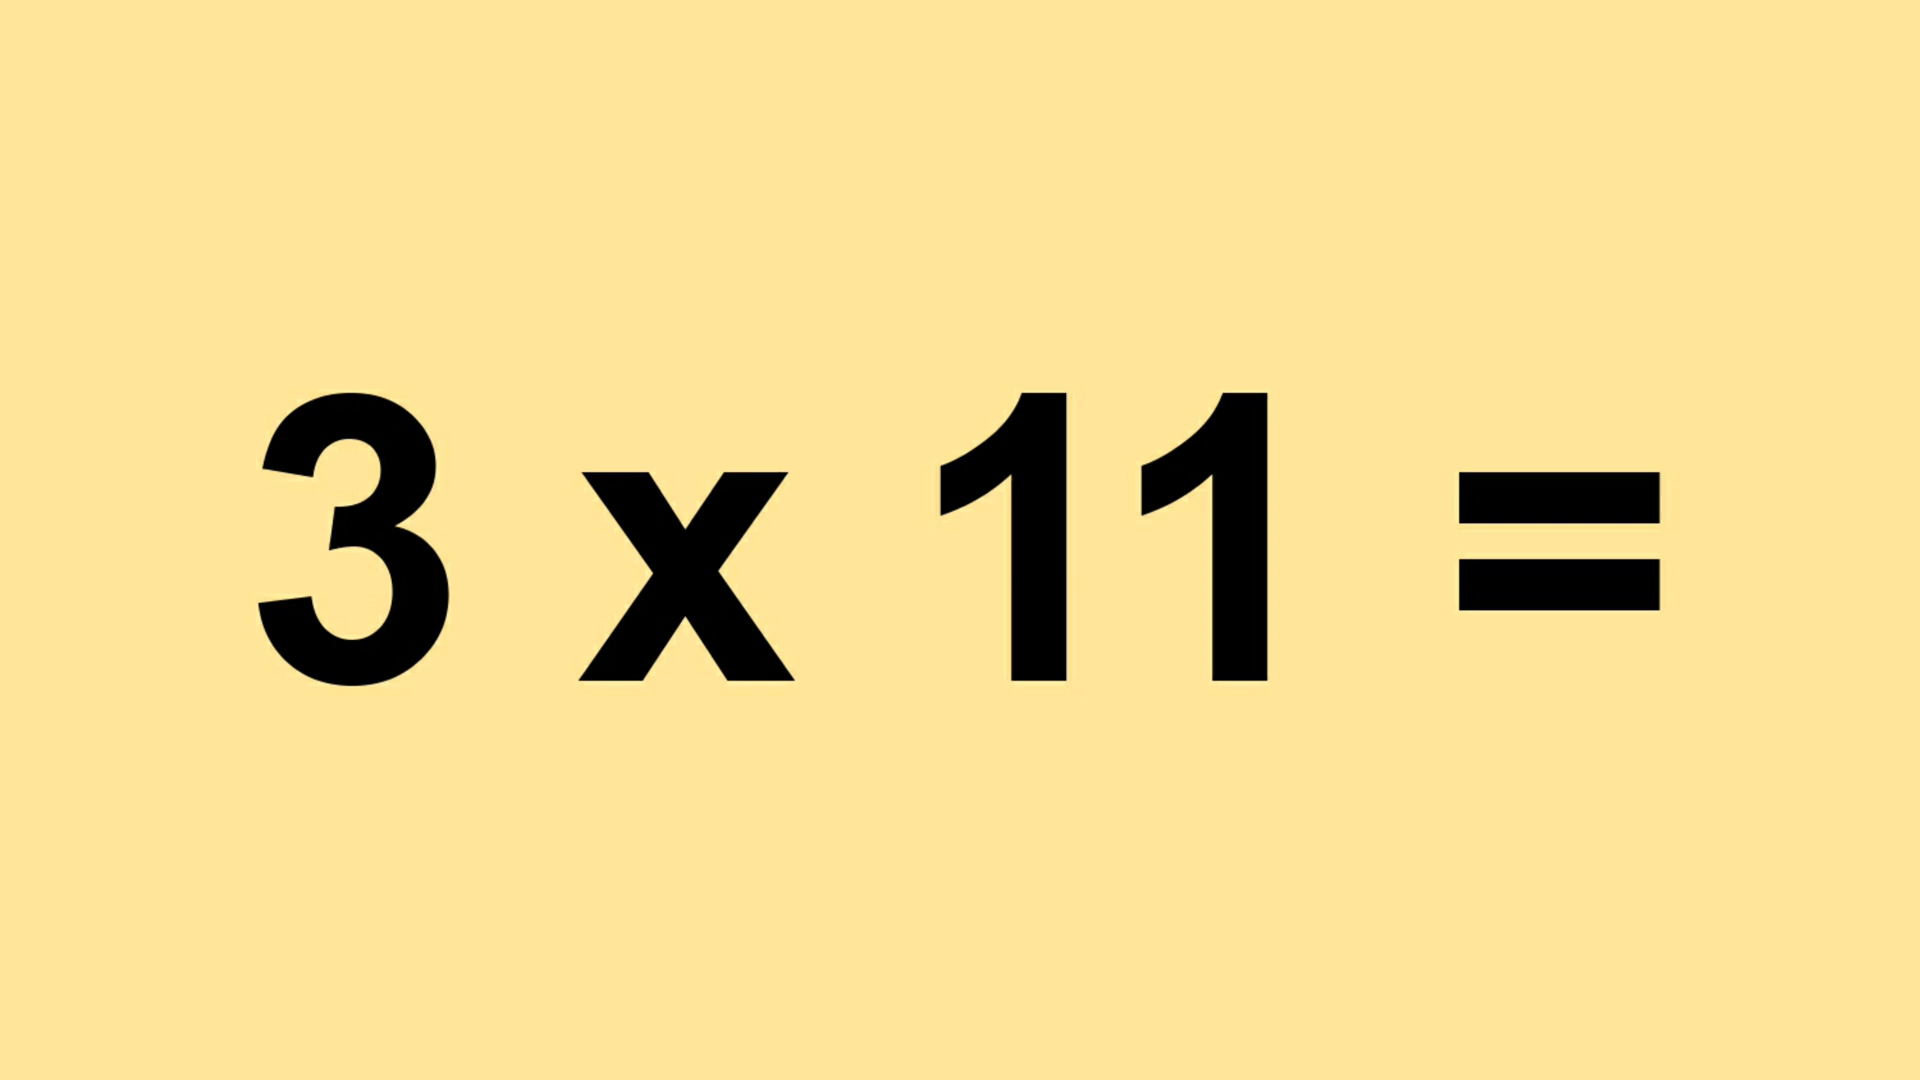 3 x 11 =